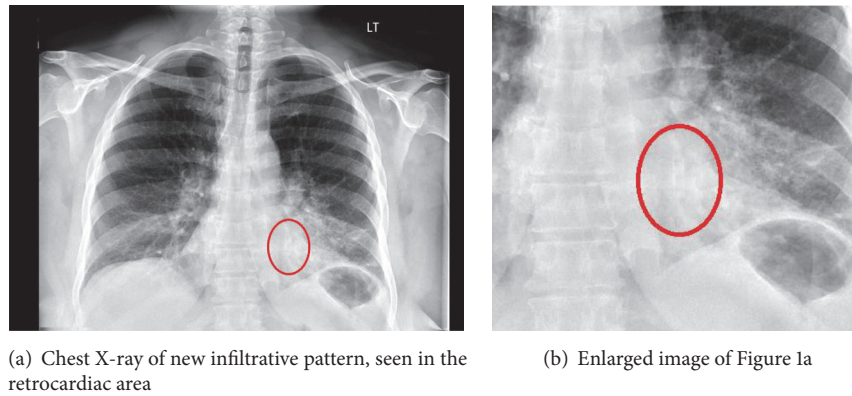 LT
(a) Chest X-ray of new infiltrative pattern, seen in the
retrocardiac area
(b) Enlarged image of Figure 1a